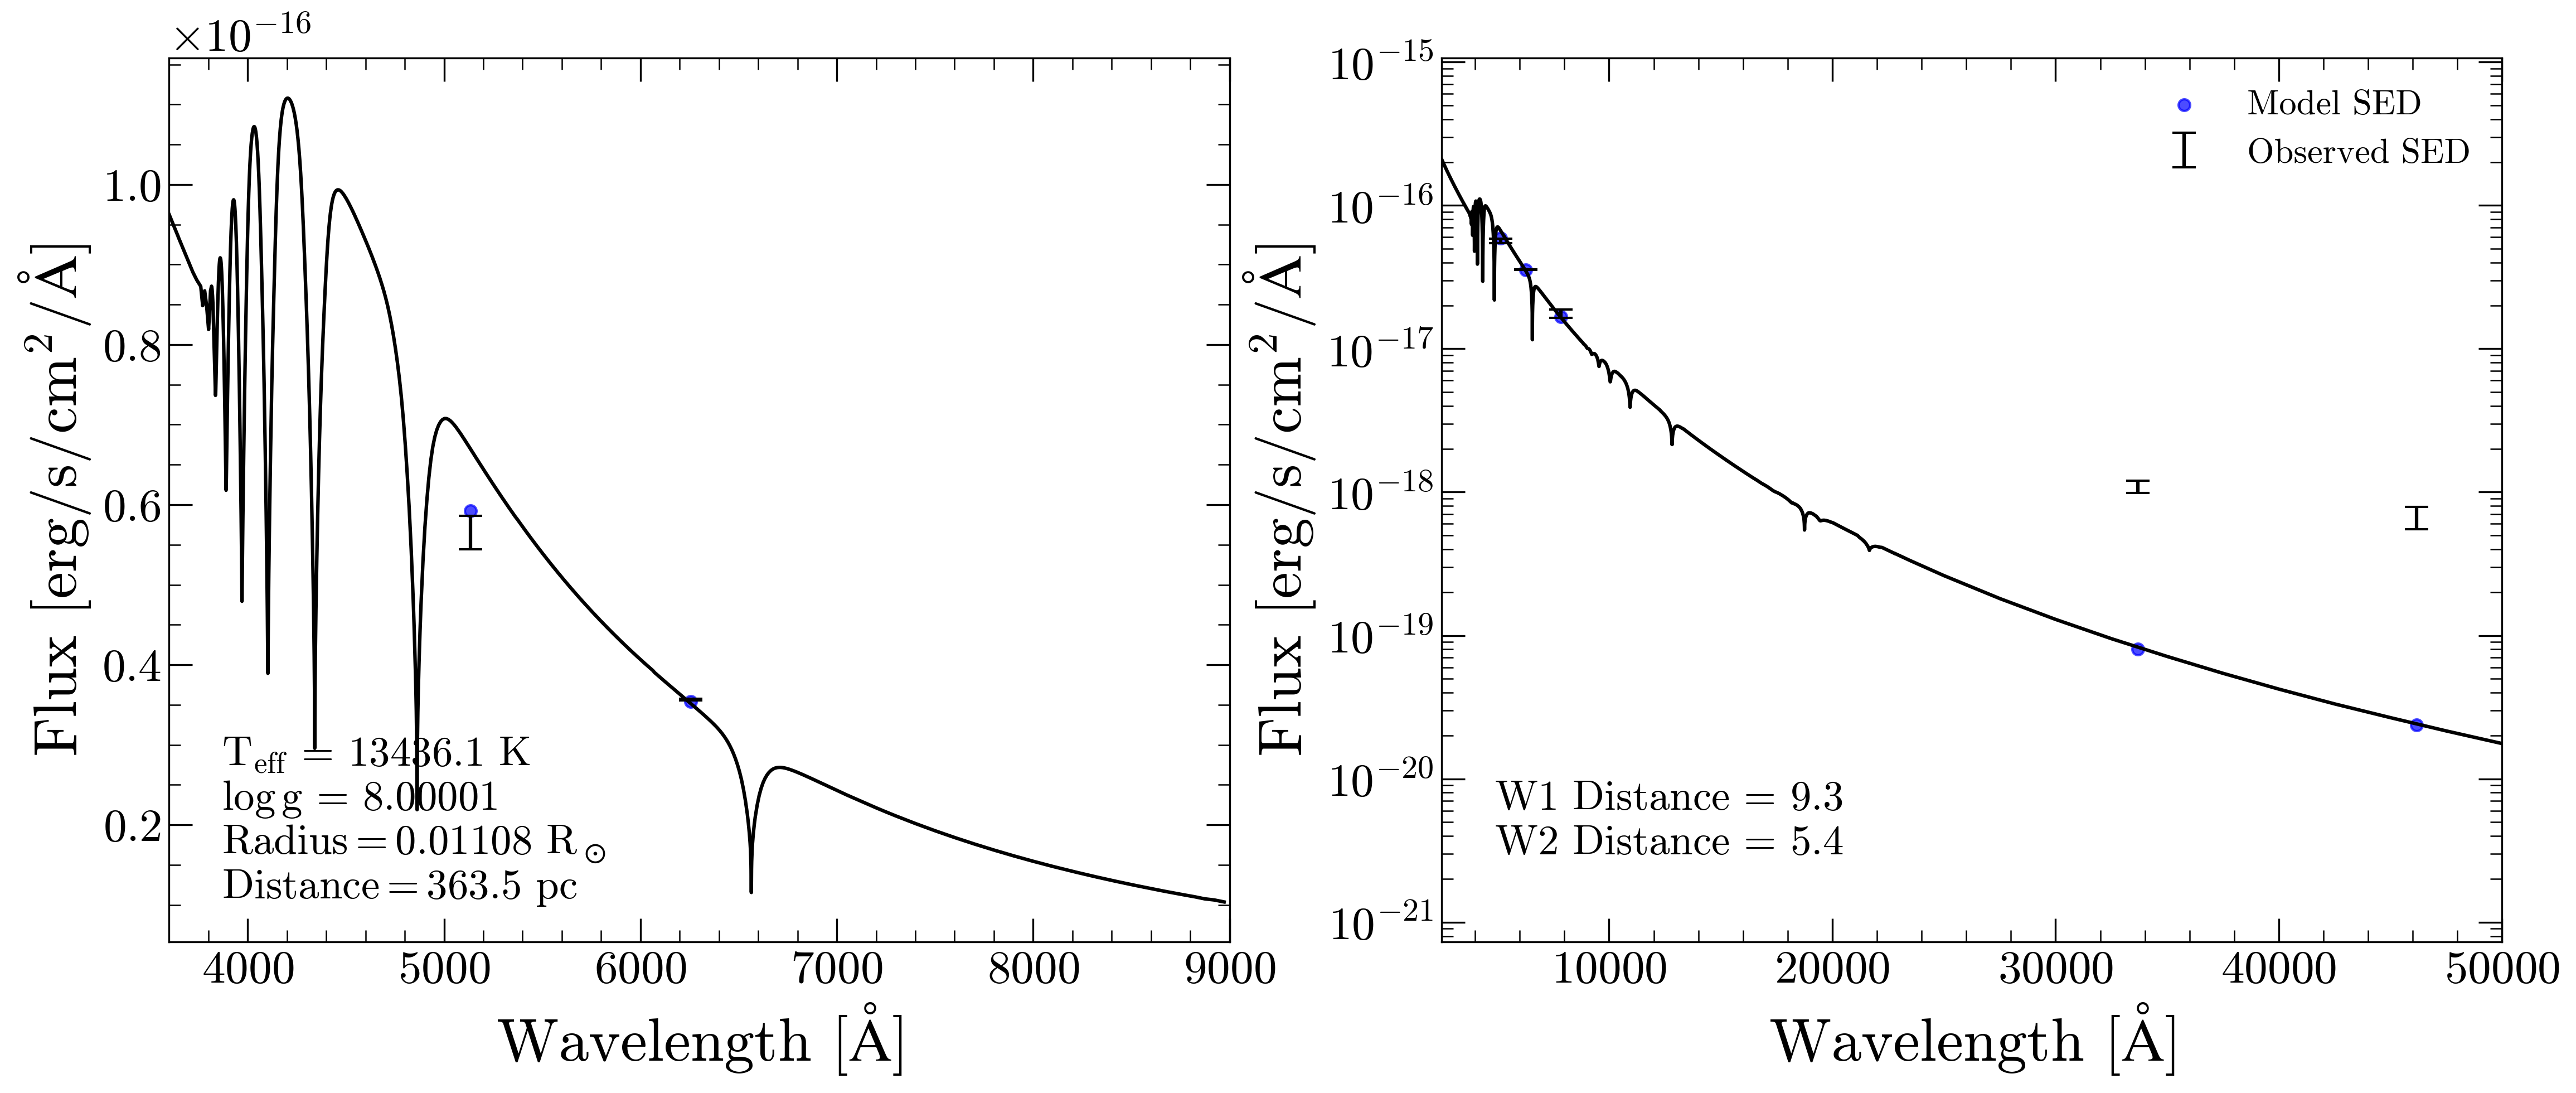 ×10⁻¹⁶
1.0
0.8
0.6
0.4
0.2
Flux [erg/s/cm²/Å]
T_eff = 13436.1 K
log g = 8.00001
Radius = 0.01108 R_⊙
Distance = 363.5 pc
4000 5000 6000 7000 8000 9000
Wavelength [Å]
10⁻¹⁵
10⁻¹⁶
10⁻¹⁷
10⁻¹⁸
10⁻¹⁹
10⁻²⁰
10⁻²¹
Flux [erg/s/cm²/Å]
Model SED
Observed SED
W1 Distance = 9.3
W2 Distance = 5.4
10000 20000 30000 40000 50000
Wavelength [Å]